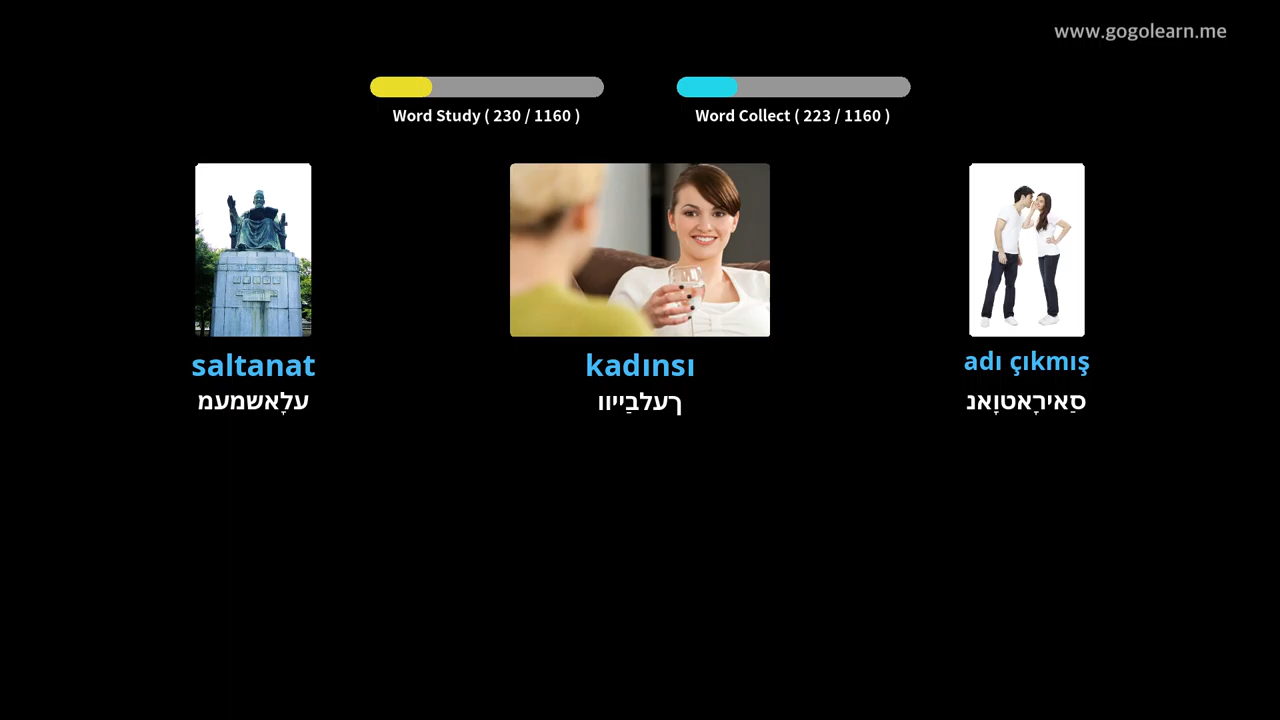 www.gogolearn.me
Word Study ( 230 / 1160 )
Word Collect ( 223 / 1160 )
saltanat
עלָאשמעמ
kadınsı
ךעלבַייוו
adı çıkmış
סַאירָאטָאנ